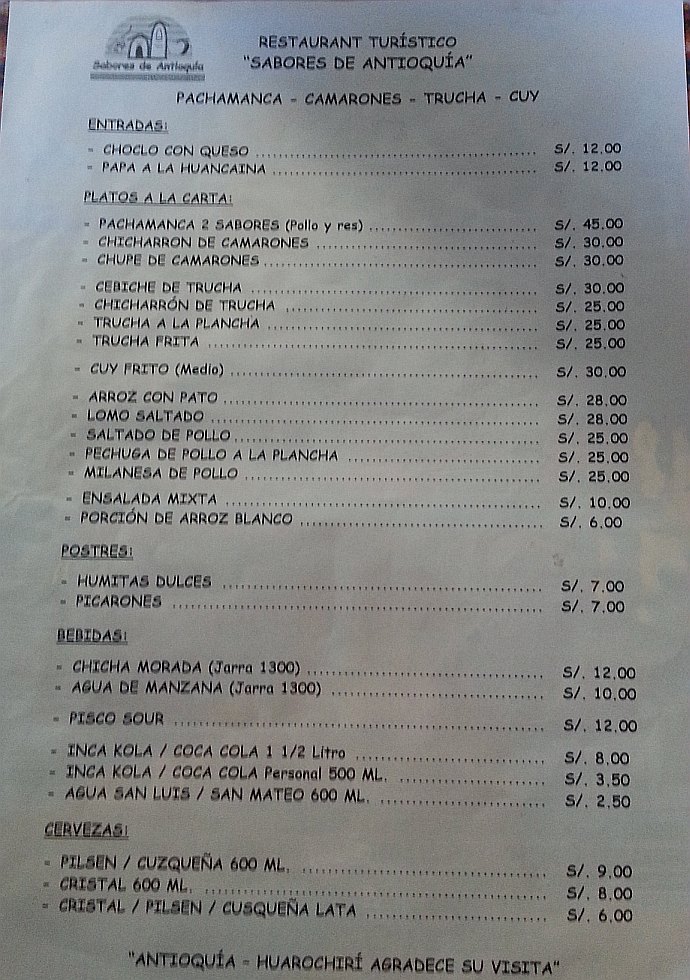 Sabores de Antioquía
RESTAURANT TURÍSTICO
"SABORES DE ANTIOQUÍA"
PACHAMANCA - CAMARONES - TRUCHA - CUY
ENTRADAS:
- CHOCLO CON QUESO ........................................ S/. 12.00
- PAPA A LA HUANCAINA ..................................... S/. 12.00
PLATOS A LA CARTA:
- PACHAMANCA 2 SABORES (Pollo y res) ........................ S/. 45.00
- CHICHARRON DE CAMARONES ................................ S/. 30.00
- CHUPE DE CAMARONES ....................................... S/. 30.00
- CEBICHE DE TRUCHA ........................................ S/. 30.00
- CHICHARRÓN DE TRUCHA .................................... S/. 25.00
- TRUCHA A LA PLANCHA ...................................... S/. 25.00
- TRUCHA FRITA .............................................. S/. 25.00
- CUY FRITO (Medio) ........................................... S/. 30.00
- ARROZ CON PATO ............................................ S/. 28.00
- LOMO SALTADO .............................................. S/. 28.00
- SALTADO DE POLLO .......................................... S/. 25.00
- PECHUGA DE POLLO A LA PLANCHA ........................... S/. 25.00
- MILANESA DE POLLO ......................................... S/. 25.00
- ENSALADA MIXTA ............................................ S/. 10.00
- PORCIÓN DE ARROZ BLANCO .................................. S/. 6.00
POSTRES:
- HUMITAS DULCES ............................................ S/. 7.00
- PICARONES ................................................... S/. 7.00
BEBIDAS:
- CHICHA MORADA (Jarra 1300) ................................. S/. 12.00
- AGUA DE MANZANA (Jarra 1300) .............................. S/. 10.00
- PISCO SOUR .................................................. S/. 12.00
- INCA KOLA / COCA COLA 1 1/2 Litro ........................... S/. 8.00
- INCA KOLA / COCA COLA Personal 500 ML. ..................... S/. 3.50
- AGUA SAN LUIS / SAN MATEO 600 ML. ........................ S/. 2.50
CERVEZAS:
- PILSEN / CUZQUEÑA 600 ML. ................................. S/. 9.00
- CRISTAL 600 ML. ............................................. S/. 8.00
- CRISTAL / PILSEN / CUSQUEÑA LATA .......................... S/. 6.00
"ANTIOQUÍA - HUAROCHIRÍ AGRADECE SU VISITA"